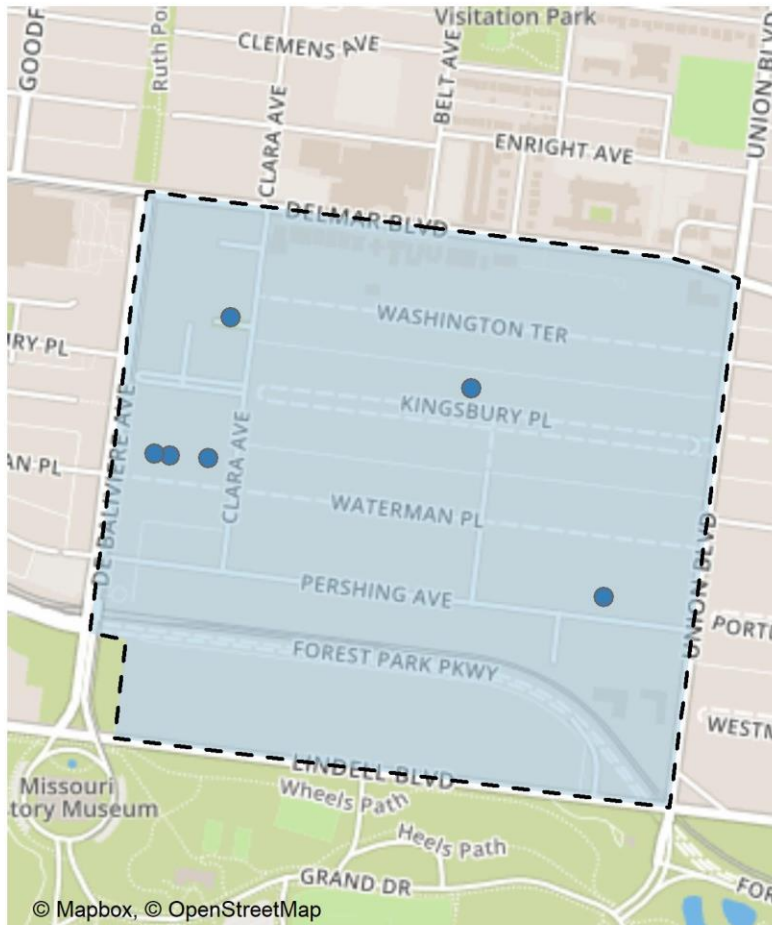 Visitation Park
CLEMENS AVE
GOODF
Ruth Po
BELT AVE
UNION BLVD
CLARA AVE
ENRIGHT AVE
DELMAR BLVD
WASHINGTON TER
RY PL
KINGSBURY PL
DE BALIVIERE AVE
CLARA AVE
AN PL
WATERMAN PL
UNION BLVD
PERSHING AVE
PORTL
FOREST PARK PKWY
WESTM
LINDELL BLVD
Missouri
tory Museum
Wheels Path
Heels Path
GRAND DR
FOR
© Mapbox, © OpenStreetMap